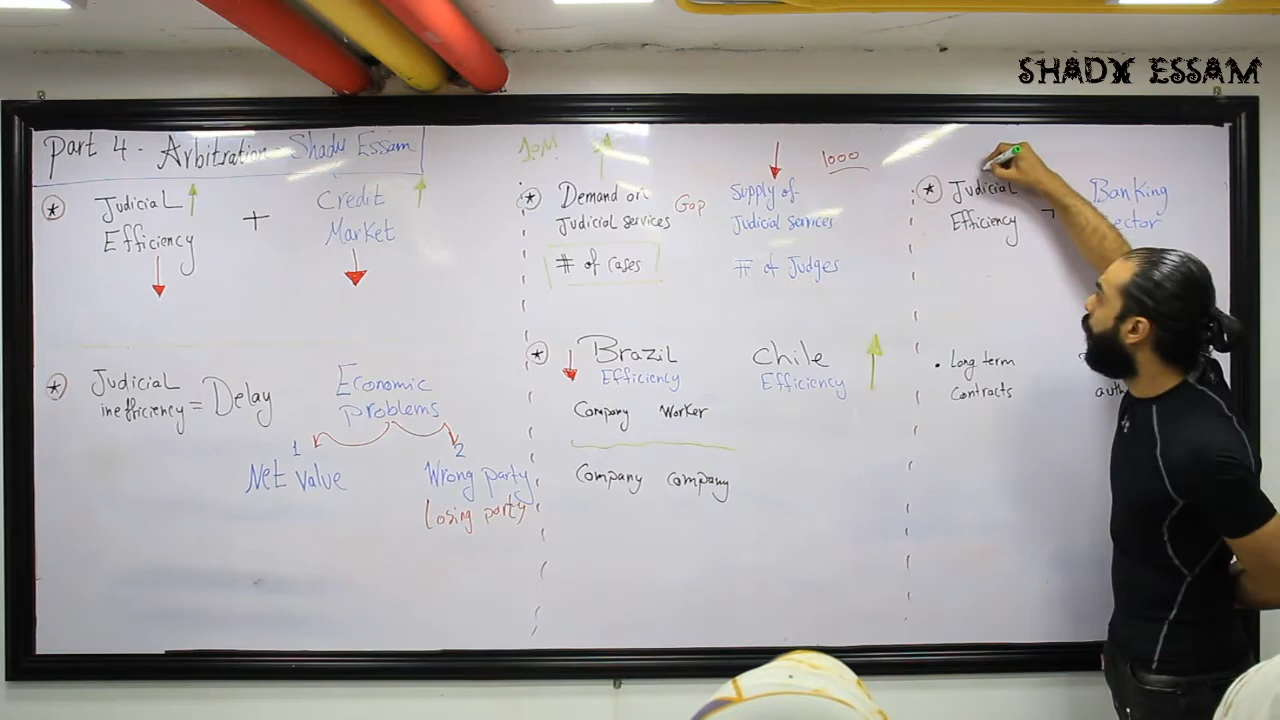 SHADY ESSAM
Part 4 - Arbitration - Shady Essam
* Judicial
Efficiency
+
Credit
Market
* Judicial
inefficiency = Delay
Economic
problems
1
Net value
2
Wrong party
losing party
10M
* Demand on
Judicial services
# of cases
Gap
Supply of
Judicial services
# of Judges
1000
* Brazil
Efficiency
Company Worker
Company company
Chile
Efficiency
* Judicial
Efficiency
+
Banking
• Long term
contracts